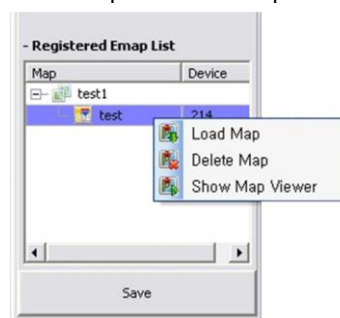 - Registered Emap List
Map Device
test1
test 214
Load Map
Delete Map
Show Map Viewer
Save